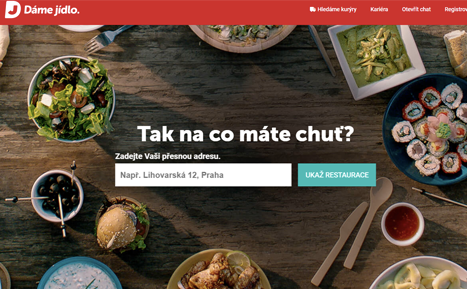 Dáme jídlo.
Hledáme kurýry
Kariéra
Otevřít chat
Tak na co máte chuť?
Zadejte Vaši přesnou adresu.
Např. Lihovarská 12, Praha
UKAŽ RESTAURACE